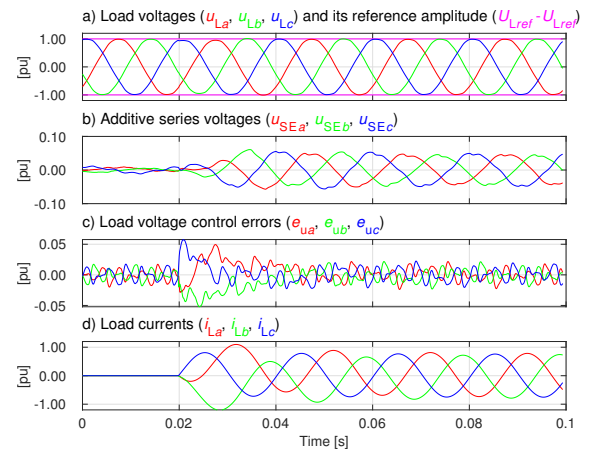 a) Load voltages (uLa, uLb, uLc) and its reference amplitude (ULref -ULref)
[pu]
1.00
0.00
-1.00
b) Additive series voltages (uSEa, uSEb, uSEc)
[pu]
0.10
0.00
-0.10
c) Load voltage control errors (eua, eub, euc)
[pu]
0.05
0.00
-0.05
d) Load currents (iLa, iLb, iLc)
[pu]
1.00
0.00
-1.00
0 0.02 0.04 0.06 0.08 0.1
Time [s]